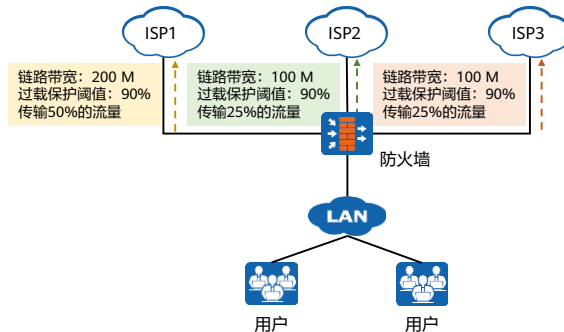 ISP1
ISP2
ISP3
链路带宽：200 M
过载保护阈值：90%
传输50%的流量
链路带宽：100 M
过载保护阈值：90%
传输25%的流量
链路带宽：100 M
过载保护阈值：90%
传输25%的流量
防火墙
LAN
用户
用户